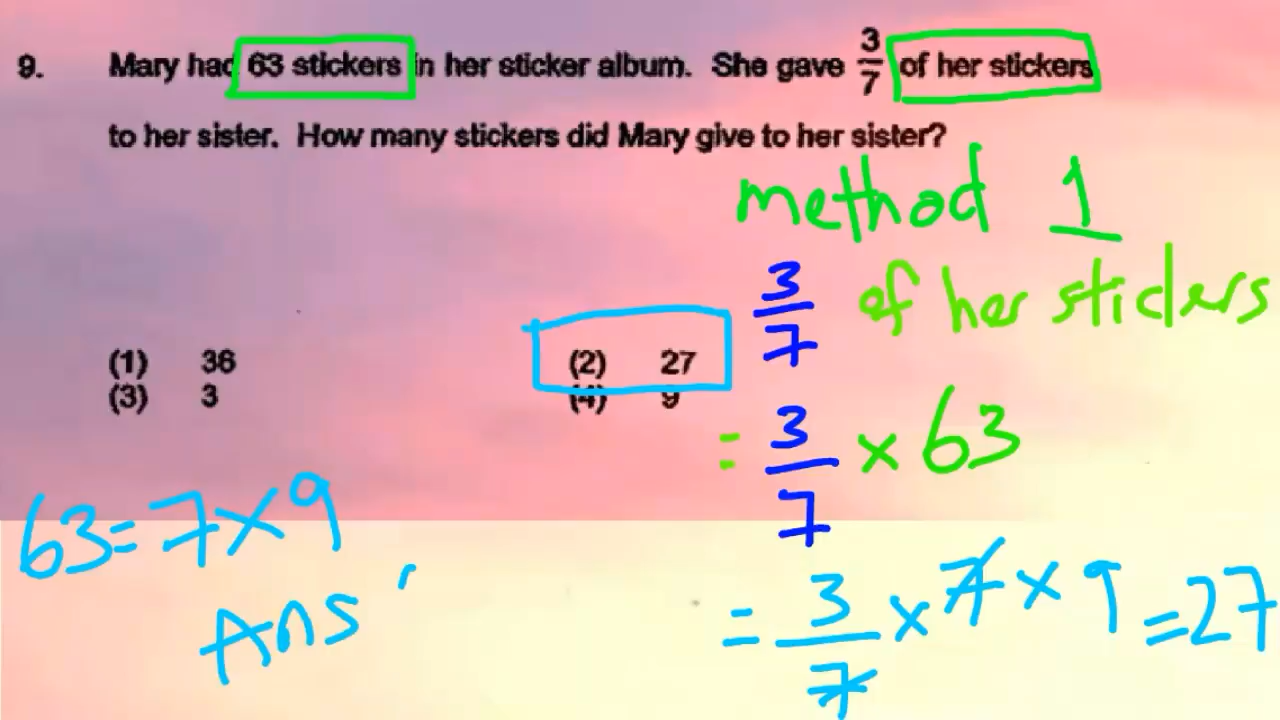 9. Mary had 63 stickers in her sticker album. She gave 3/7 of her stickers
to her sister. How many stickers did Mary give to her sister?
method 1
3/7 of her sticlers
(1) 36 (2) 27
(3) 3 (4) 9
= 3/7 × 63
63=7×9
= 3/7 × 7 × 9 =27
Ans